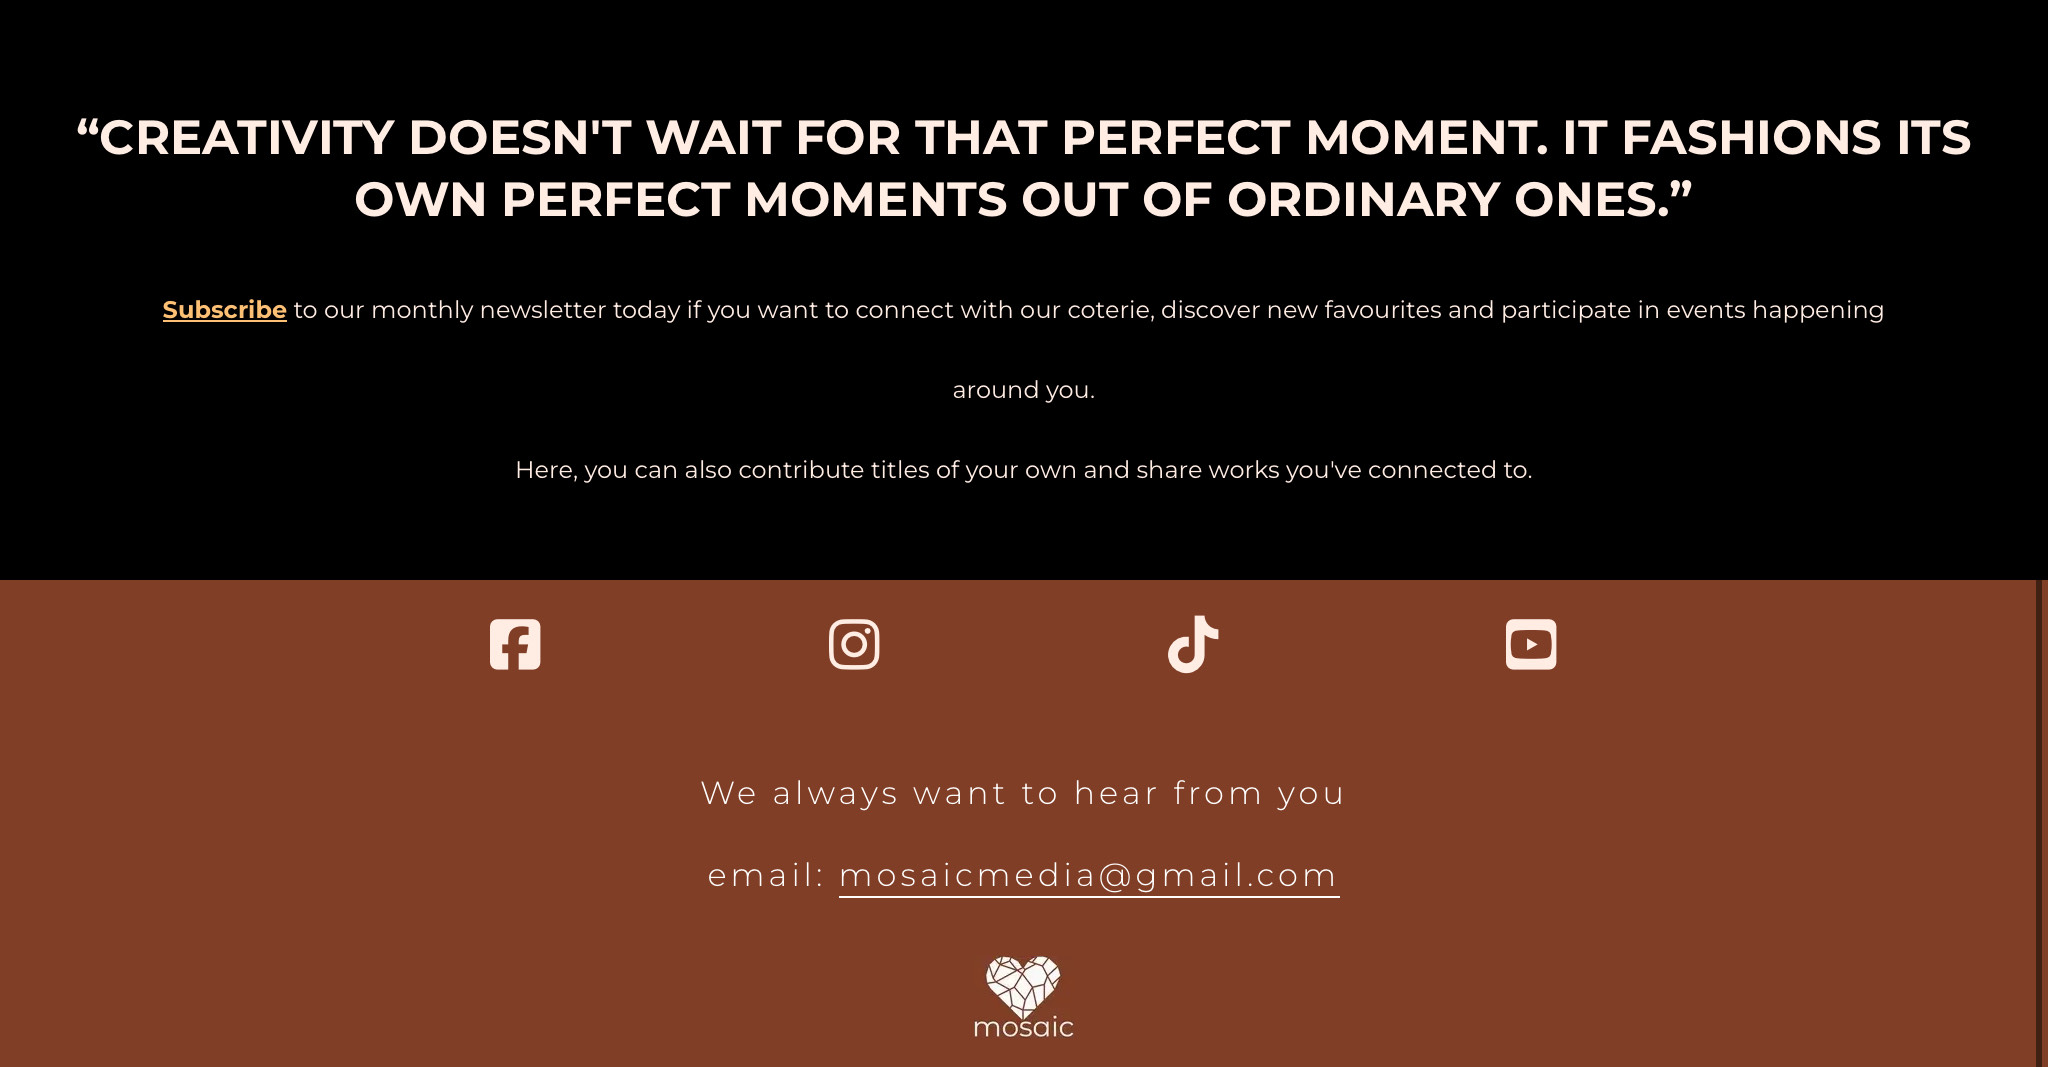 “CREATIVITY DOESN'T WAIT FOR THAT PERFECT MOMENT. IT FASHIONS ITS
OWN PERFECT MOMENTS OUT OF ORDINARY ONES.”
Subscribe to our monthly newsletter today if you want to connect with our coterie, discover new favourites and participate in events happening
around you.
Here, you can also contribute titles of your own and share works you've connected to.
We always want to hear from you
email: mosaicmedia@gmail.com
mosaic